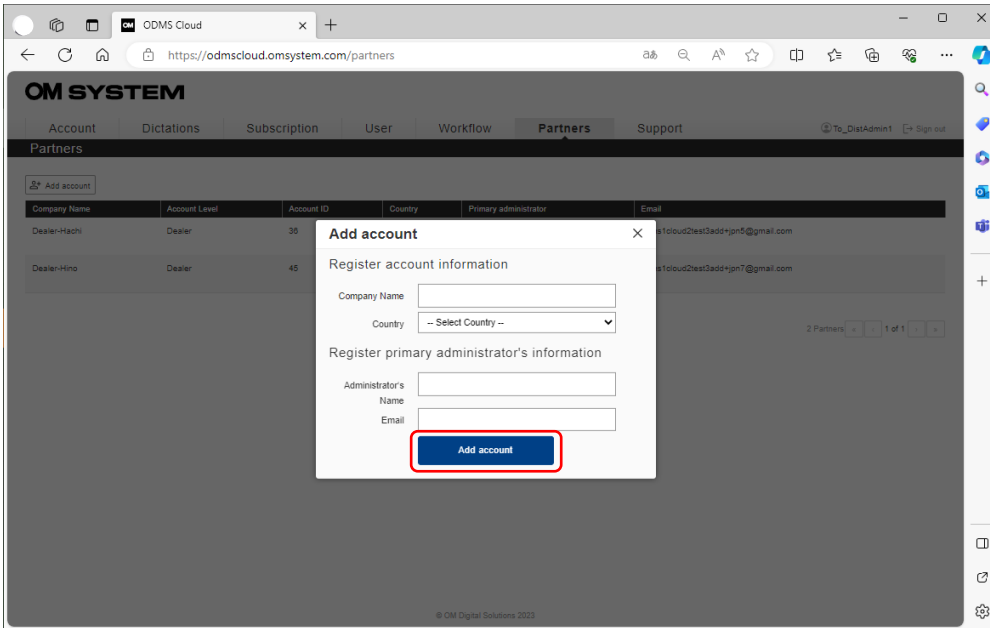 OM ODMS Cloud
https://odmscloud.omsystem.com/partners
OM SYSTEM
Account Dictations Subscription User Workflow Partners Support To_DistAdmin1 Sign out
Partners
Add account
Company Name Account Level Account ID Country Primary administrator Email
Dealer-Hachi Dealer 36 s1cloud2test3add+jpn5@gmail.com
Dealer-Hino Dealer 45 s1cloud2test3add+jpn7@gmail.com
2 Partners « ‹ 1 of 1 › »
Add account
Register account information
Company Name
Country -- Select Country --
Register primary administrator's information
Administrator's
Name
Email
Add account
© OM Digital Solutions 2023